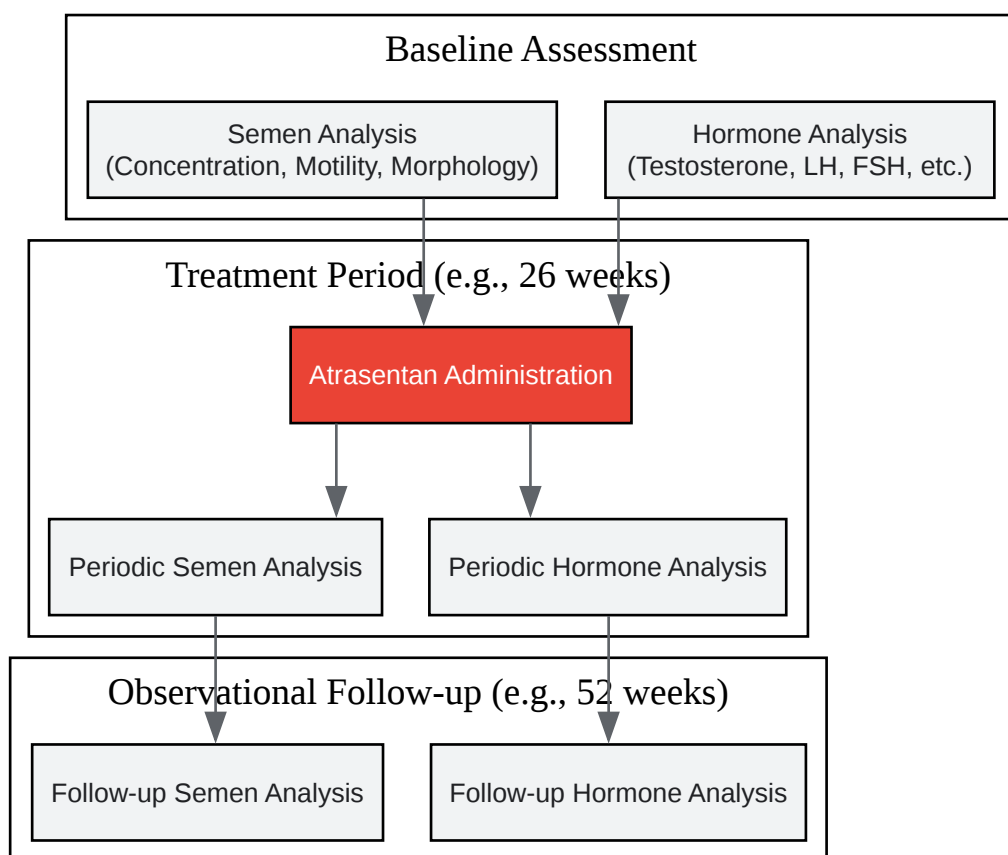 Baseline Assessment
Semen Analysis
(Concentration, Motility, Morphology)
Hormone Analysis
(Testosterone, LH, FSH, etc.)
Treatment Period (e.g., 26 weeks)
Atrasentan Administration
Periodic Semen Analysis
Periodic Hormone Analysis
Observational Follow-up (e.g., 52 weeks)
Follow-up Semen Analysis
Follow-up Hormone Analysis